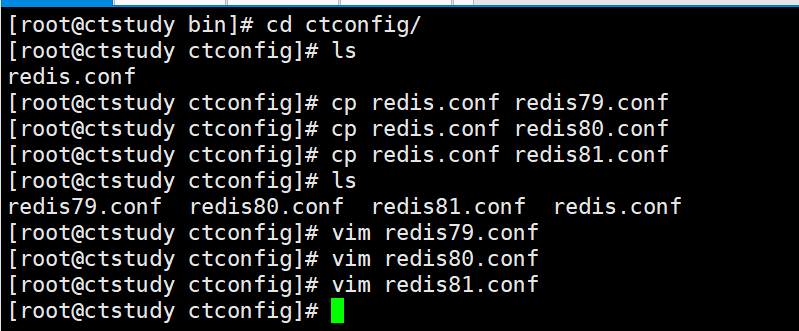 [root@ctstudy bin]# cd ctconfig/
[root@ctstudy ctconfig]# ls
redis.conf
[root@ctstudy ctconfig]# cp redis.conf redis79.conf
[root@ctstudy ctconfig]# cp redis.conf redis80.conf
[root@ctstudy ctconfig]# cp redis.conf redis81.conf
[root@ctstudy ctconfig]# ls
redis79.conf  redis80.conf  redis81.conf  redis.conf
[root@ctstudy ctconfig]# vim redis79.conf
[root@ctstudy ctconfig]# vim redis80.conf
[root@ctstudy ctconfig]# vim redis81.conf
[root@ctstudy ctconfig]#